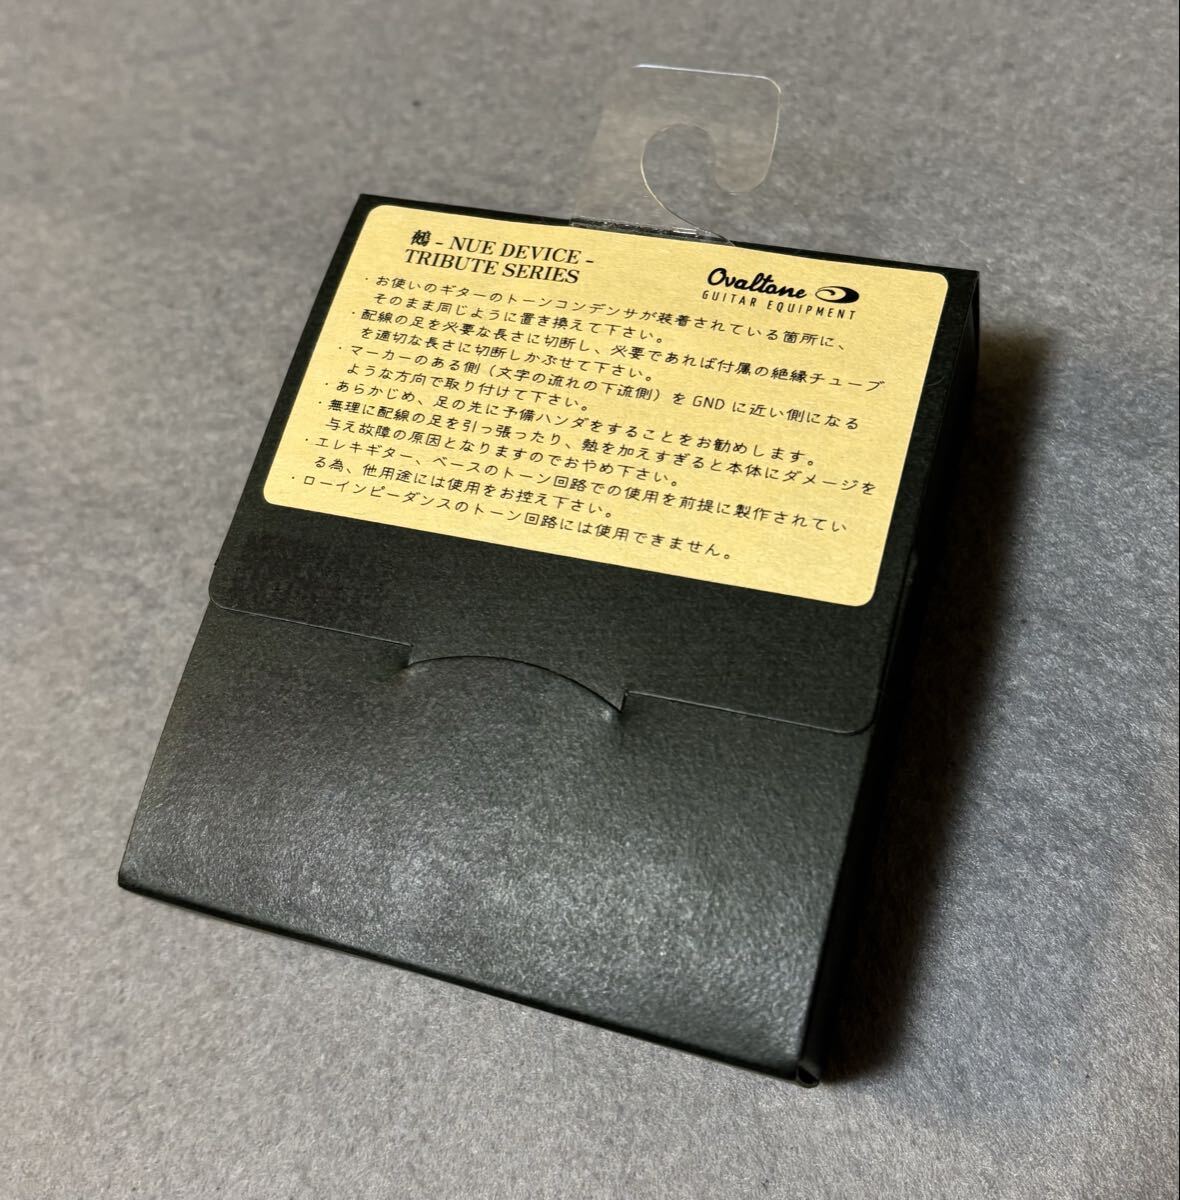 鵺 - NUE DEVICE -
TRIBUTE SERIES
Ovaltone
GUITAR EQUIPMENT
・お使いのギターのトーンコンデンサが装着されている箇所に、
そのまま同じように置き換えて下さい。
・配線の足を必要な長さに切断し、必要であれば付属の絶縁チューブ
を適切な長さに切断しかぶせて下さい。
・マーカーのある側（文字の流れの下流側）をGNDに近い側になる
ような方向で取り付けて下さい。
・あらかじめ、足の先に予備ハンダをすることをお勧めします。
・無理に配線の足を引っ張ったり、熱を加えすぎると本体にダメージを
与え故障の原因となりますのでおやめ下さい。
・エレキギター、ベースのトーン回路での使用を前提に製作されてい
る為、他用途には使用をお控え下さい。
・ローインピーダンスのトーン回路には使用できません。